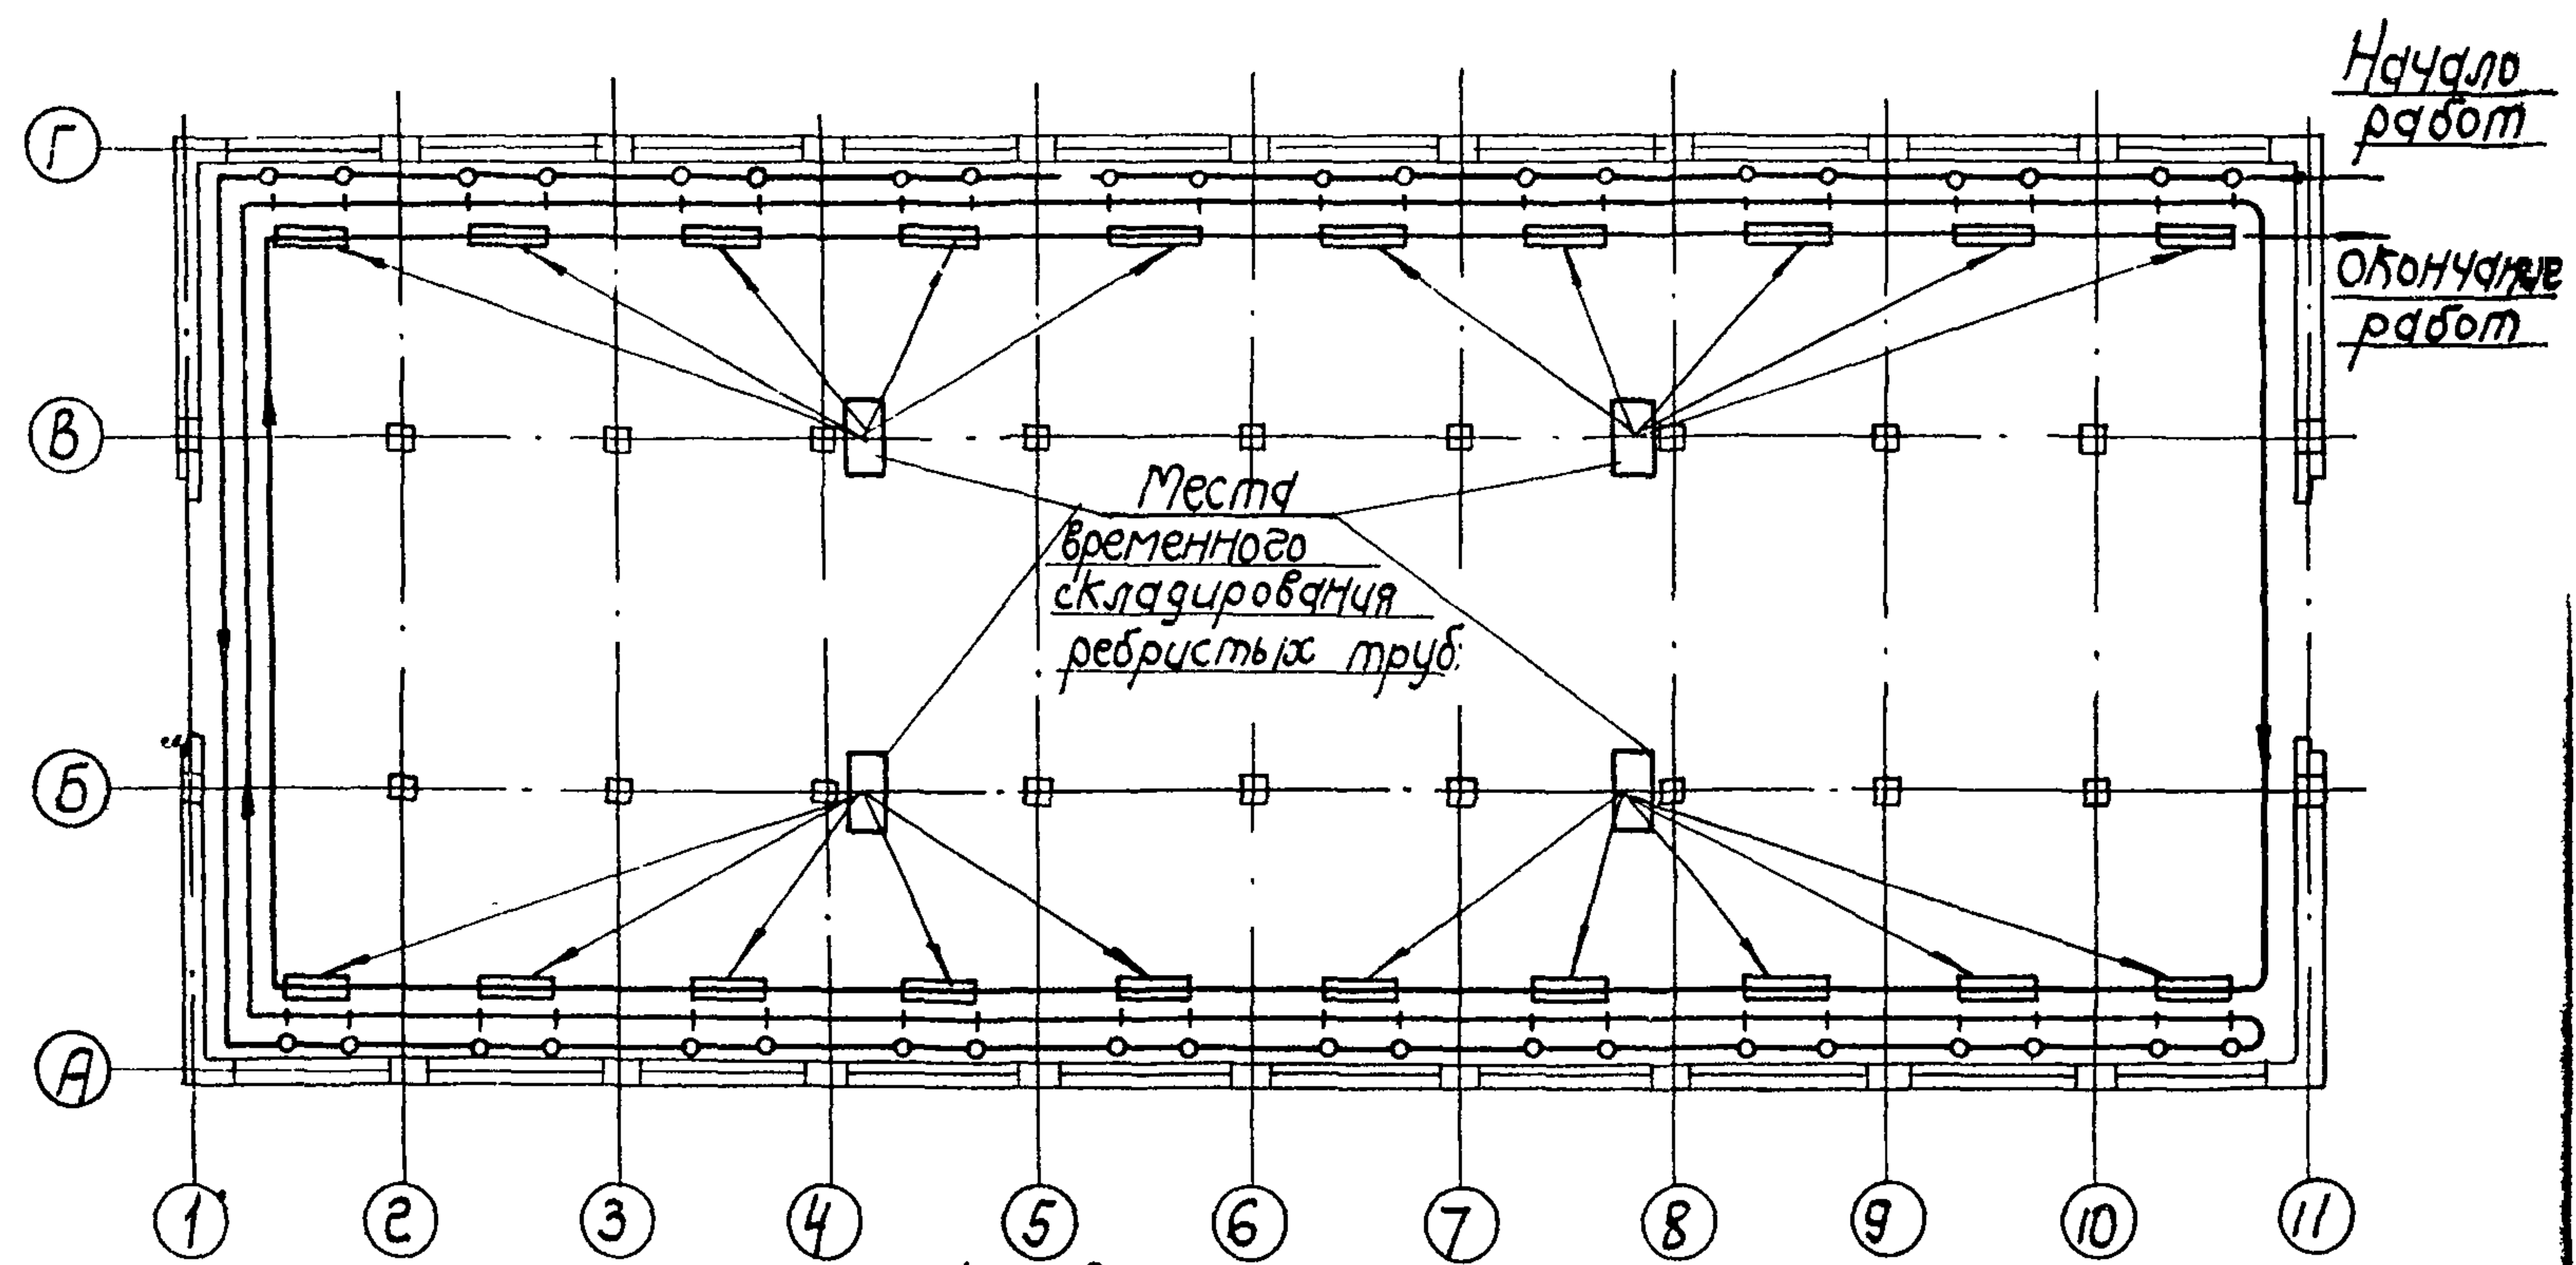 Начало
работ
Г
окончание
работ
В
Места
временного
складирования
ребристых труб.
Б
А
1 2 3 4 5 6 7 8 9 10 11